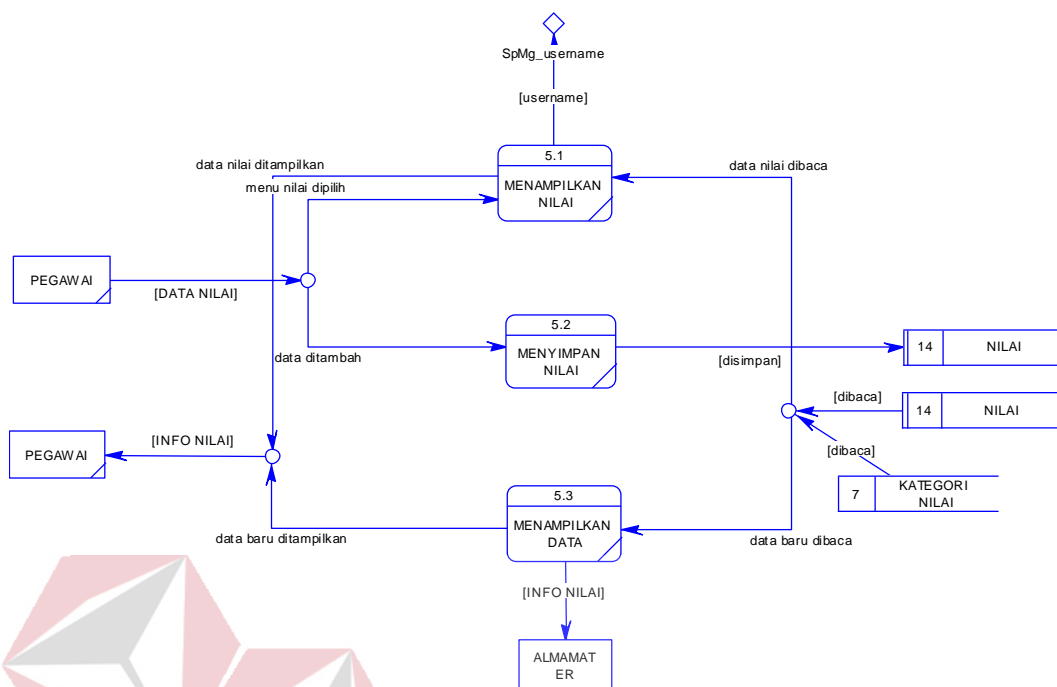 SpMg_username
[username]
5.1
MENAMPILKAN
NILAI
data nilai ditampilkan
menu nilai dipilih
data nilai dibaca
PEGAWAI
[DATA NILAI]
data ditambah
5.2
MENYIMPAN
NILAI
[disimpan]
14 NILAI
[dibaca]
14 NILAI
[dibaca]
7 KATEGORI
NILAI
PEGAWAI
[INFO NILAI]
5.3
MENAMPILKAN
DATA
data baru ditampilkan
data baru dibaca
[INFO NILAI]
ALMAMAT
ER